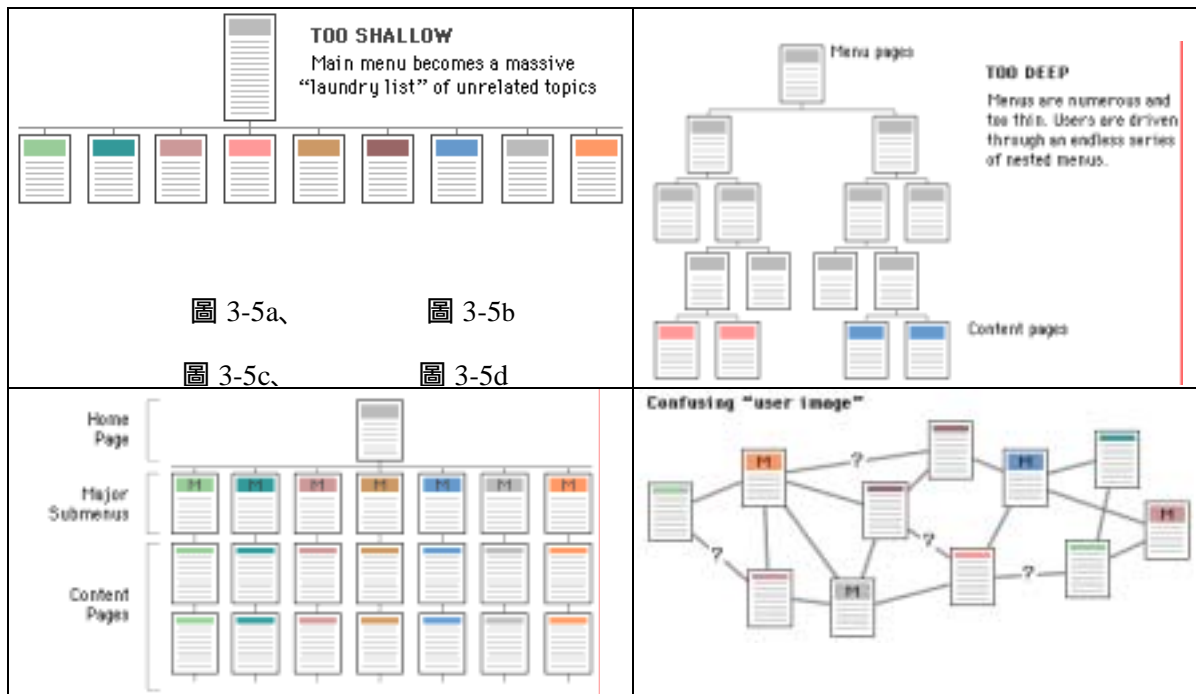 TOO SHALLOW
Main menu becomes a massive
“laundry list” of unrelated topics
圖 3-5a、 圖 3-5b
圖 3-5c、 圖 3-5d
Menu pages
TOO DEEP
Menus are numerous and
too thin. Users are driven
through an endless series
of nested menus.
Content pages
Home
Page
Major
Submenus
M M M M M M M
Content
Pages
Confusing “user image”
?
M
M
M
?
?
M
?